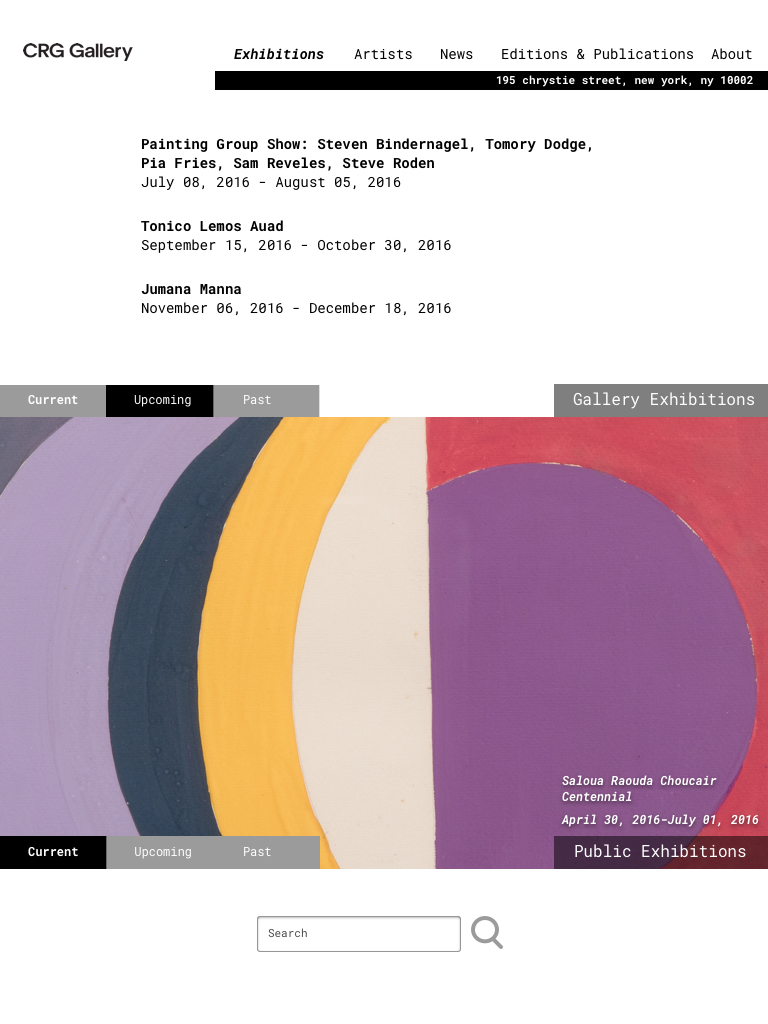 CRG Gallery
Exhibitions Artists News Editions & Publications About
195 chrystie street, new york, ny 10002
Painting Group Show: Steven Bindernagel, Tomory Dodge,
Pia Fries, Sam Reveles, Steve Roden
July 08, 2016 - August 05, 2016
Tonico Lemos Auad
September 15, 2016 - October 30, 2016
Jumana Manna
November 06, 2016 - December 18, 2016
Current Upcoming Past
Gallery Exhibitions
Saloua Raouda Choucair
Centennial
April 30, 2016-July 01, 2016
Current Upcoming Past
Public Exhibitions
Search